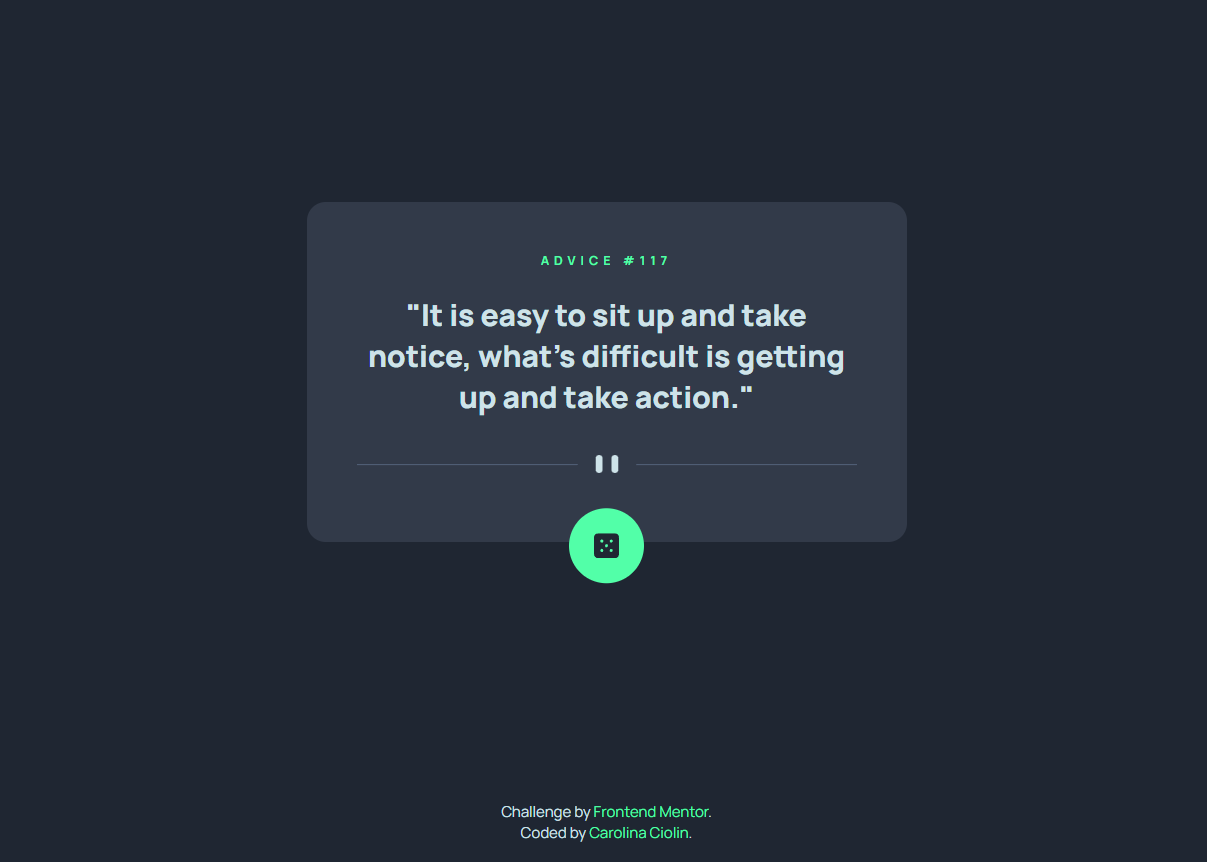 ADVICE #117
"It is easy to sit up and take
notice, what’s difficult is getting
up and take action."
Challenge by Frontend Mentor.
Coded by Carolina Ciolin.